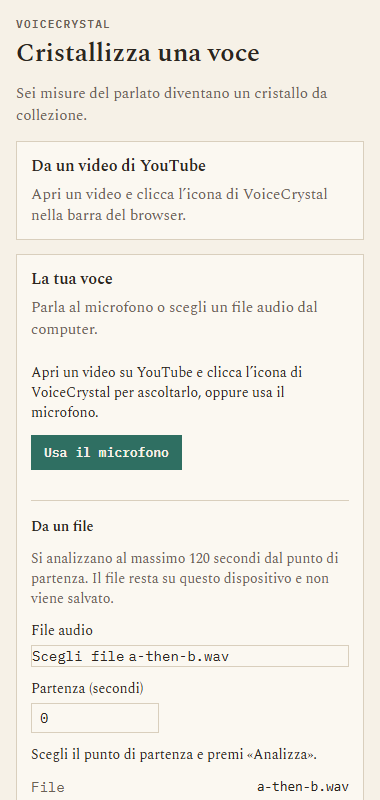 VOICECRYSTAL
Cristallizza una voce
Sei misure del parlato diventano un cristallo da
collezione.
Da un video di YouTube
Apri un video e clicca l’icona di VoiceCrystal
nella barra del browser.
La tua voce
Parla al microfono o scegli un file audio dal
computer.
Apri un video su YouTube e clicca l’icona di
VoiceCrystal per ascoltarlo, oppure usa il
microfono.
Usa il microfono
Da un file
Si analizzano al massimo 120 secondi dal punto di
partenza. Il file resta su questo dispositivo e non
viene salvato.
File audio
Scegli file a-then-b.wav
Partenza (secondi)
0
Scegli il punto di partenza e premi «Analizza».
File a-then-b.wav